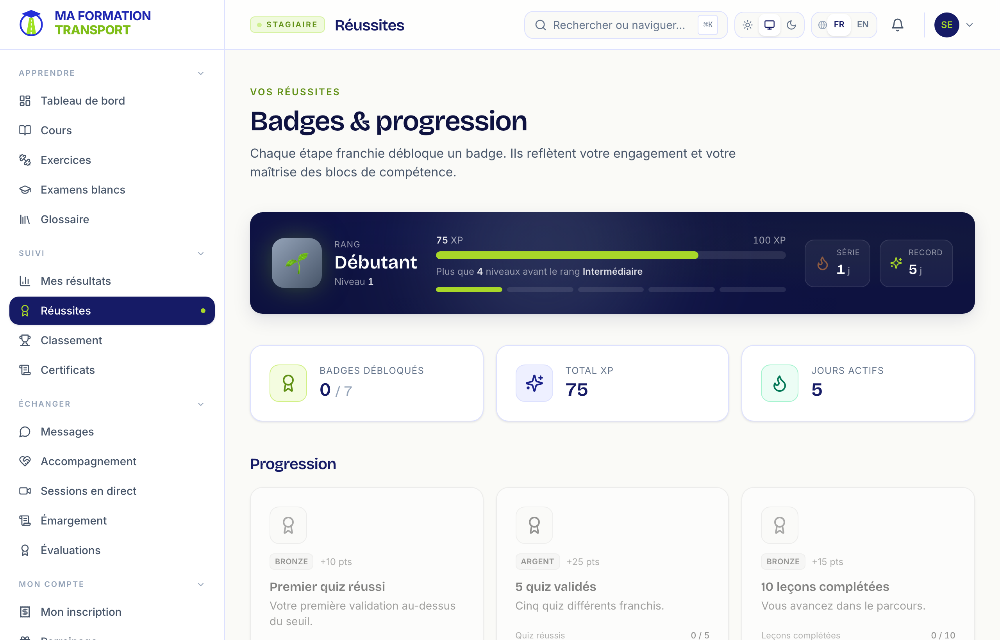 MA FORMATION
TRANSPORT
STAGIAIRE
Réussites
Rechercher ou naviguer...
⌘K
FR
EN
SE
APPRENDRE
Tableau de bord
Cours
Exercices
Examens blancs
Glossaire
SUIVI
Mes résultats
Réussites
Classement
Certificats
ÉCHANGER
Messages
Accompagnement
Sessions en direct
Émargement
Évaluations
MON COMPTE
Mon inscription
VOS RÉUSSITES
Badges & progression
Chaque étape franchie débloque un badge. Ils reflètent votre engagement et votre
maîtrise des blocs de compétence.
RANG
Débutant
Niveau 1
75 XP
100 XP
Plus que 4 niveaux avant le rang Intermédiaire
SÉRIE
1 j
RECORD
5 j
BADGES DÉBLOQUÉS
0 / 7
TOTAL XP
75
JOURS ACTIFS
5
Progression
BRONZE
+10 pts
Premier quiz réussi
Votre première validation au-dessus
du seuil.
ARGENT
+25 pts
5 quiz validés
Cinq quiz différents franchis.
Quiz réussis
0 / 5
BRONZE
+15 pts
10 leçons complétées
Vous avancez dans le parcours.
Leçons complétées
0 / 10